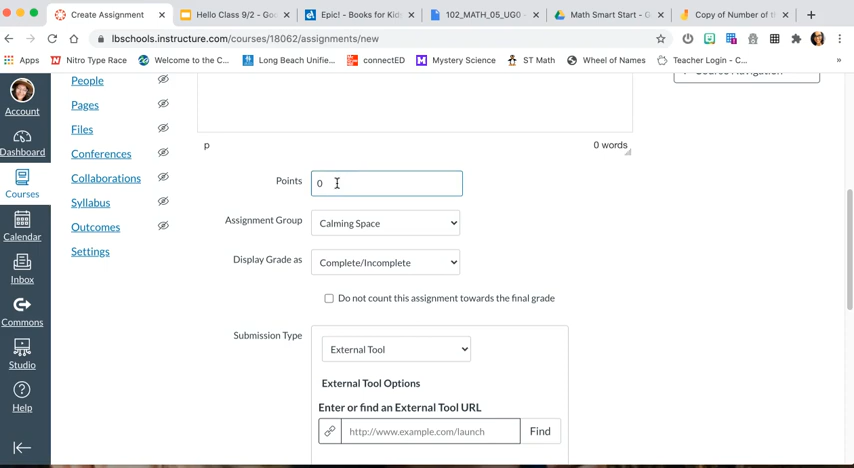 Create Assignment
Hello Class 9/2 - Goo
Epic! - Books for Kids
102_MATH_05_UG0
Math Smart Start - G
Copy of Number of th
lbschools.instructure.com/courses/18062/assignments/new
Apps
Nitro Type Race
Welcome to the C...
Long Beach Unifie...
connectED
Mystery Science
ST Math
Wheel of Names
Teacher Login - C...
»
Account
Dashboard
Courses
Calendar
Inbox
Commons
Studio
Help
People
Pages
Files
Conferences
Collaborations
Syllabus
Outcomes
Settings
Course Navigation
p
0 words
Points
0
Assignment Group
Calming Space
Display Grade as
Complete/Incomplete
Do not count this assignment towards the final grade
Submission Type
External Tool
External Tool Options
Enter or find an External Tool URL
http://www.example.com/launch
Find